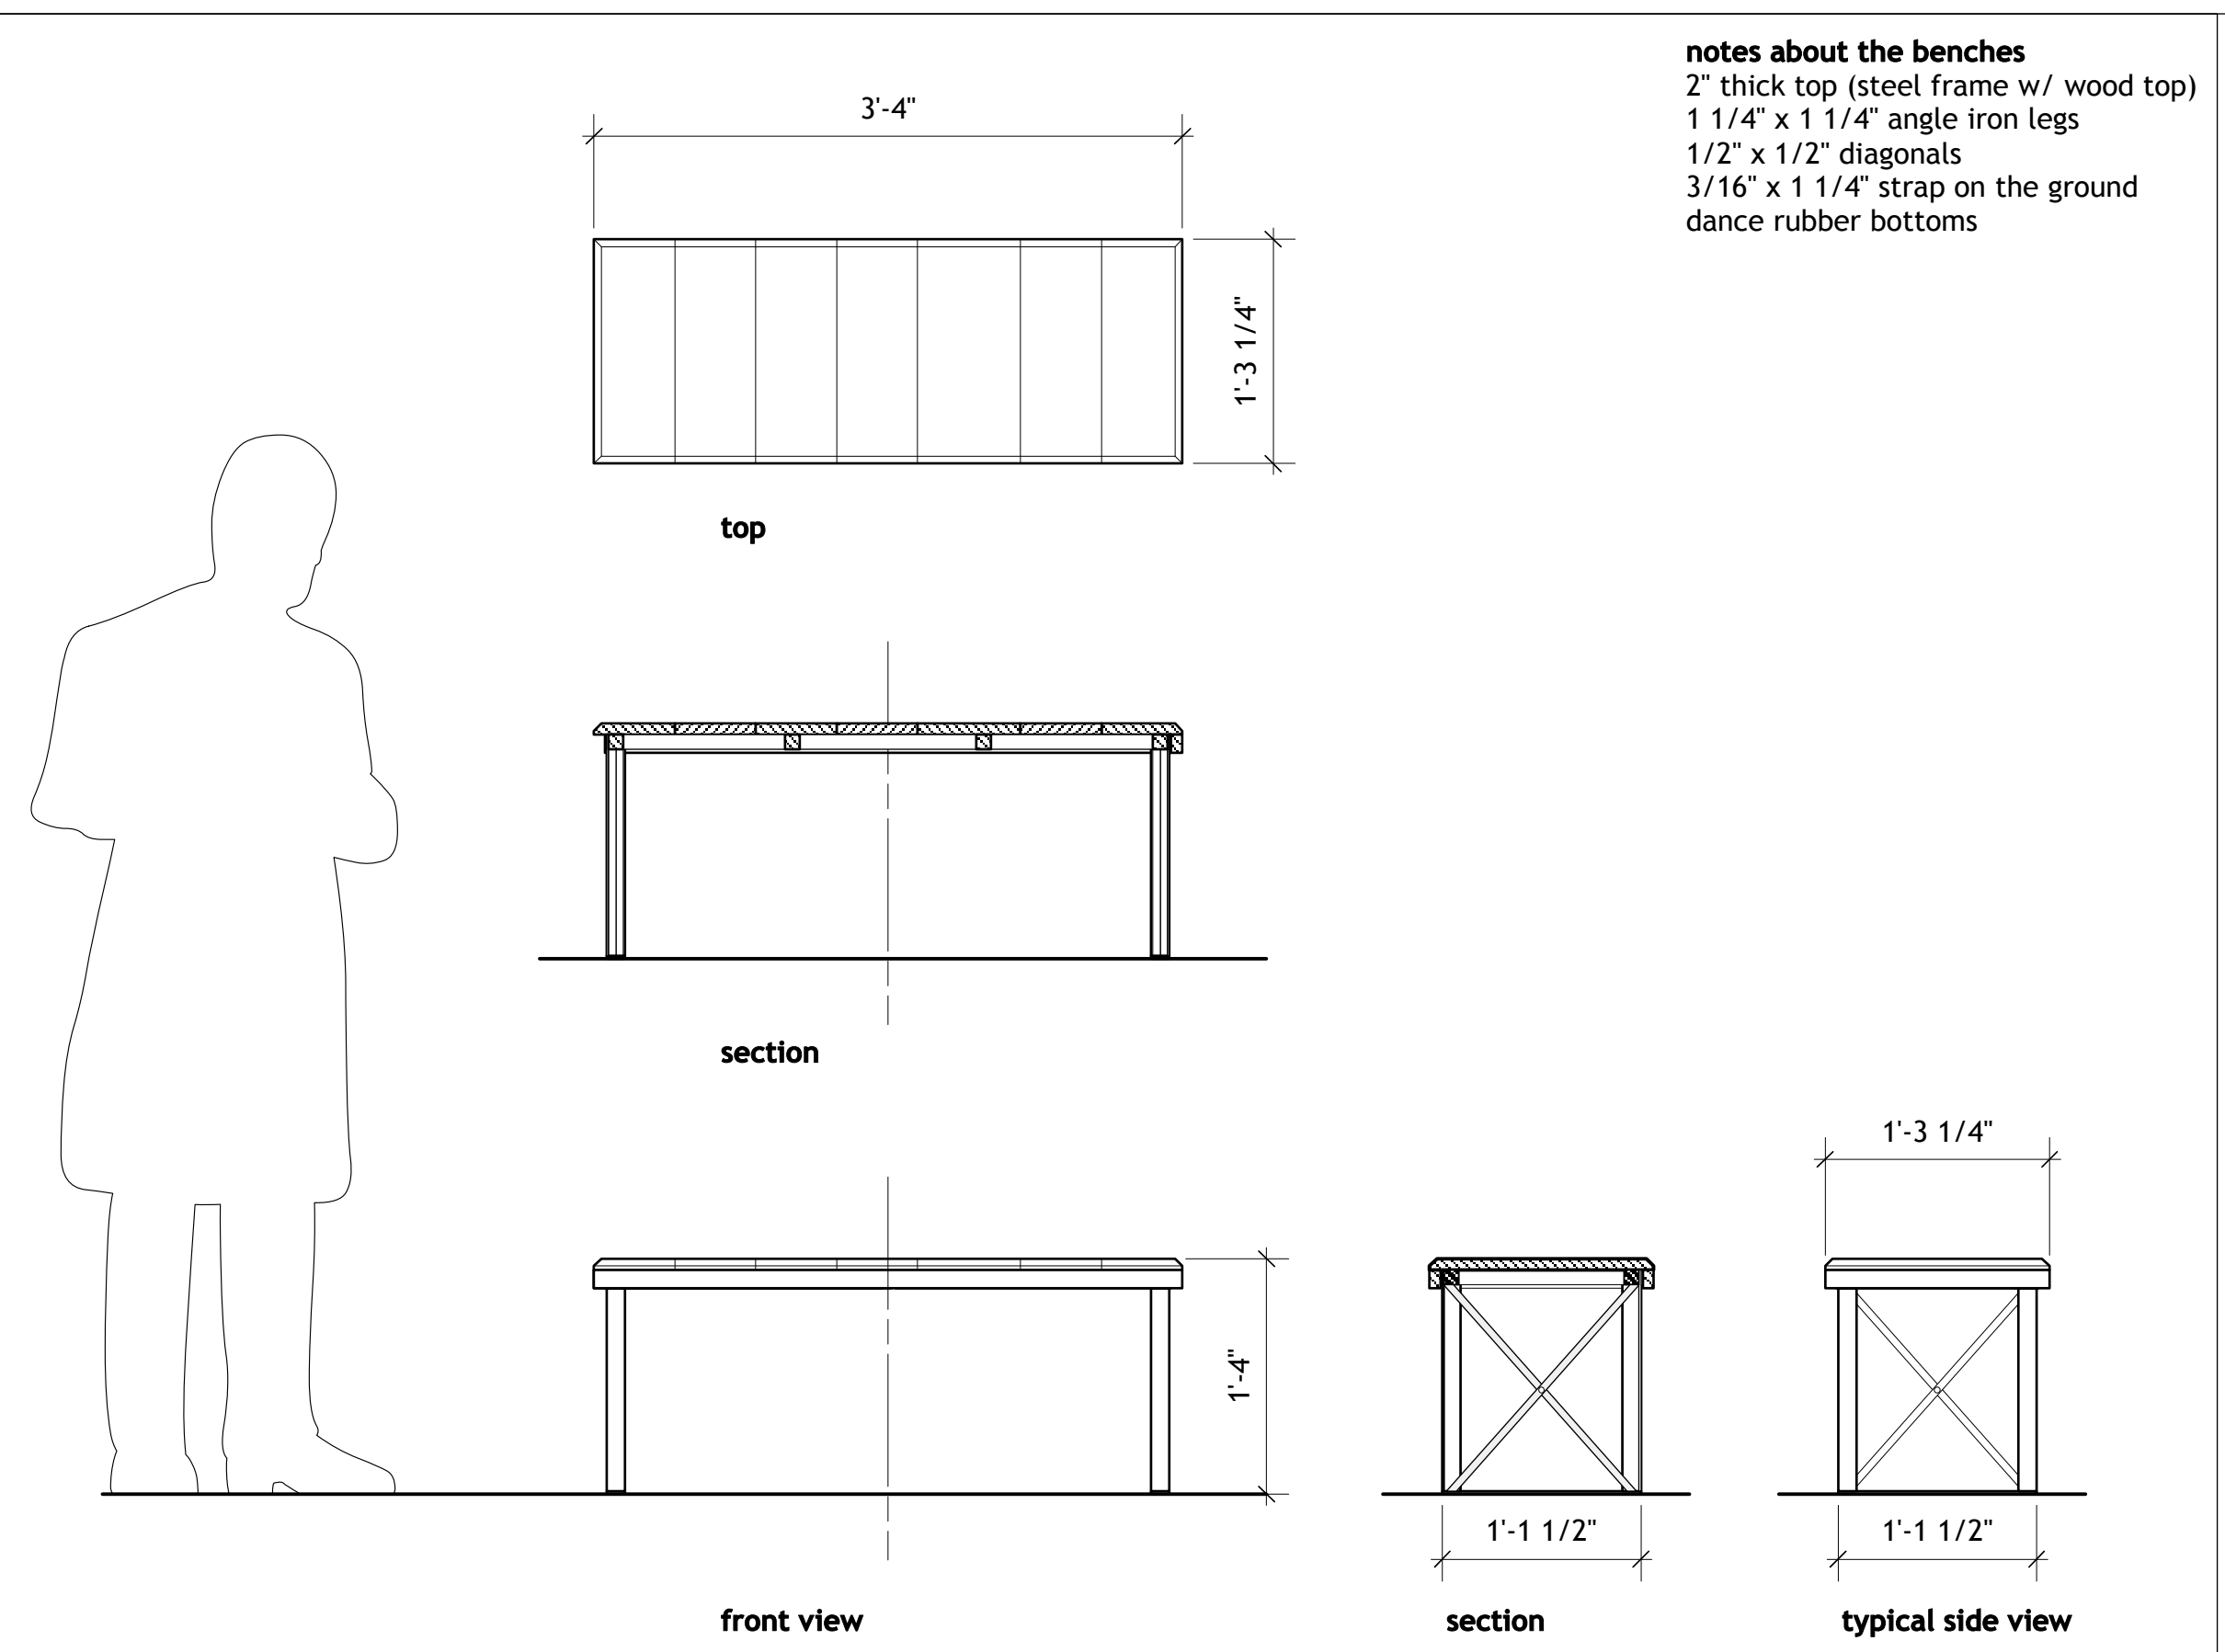 notes about the benches
2" thick top (steel frame w/ wood top)
1 1/4" x 1 1/4" angle iron legs
1/2" x 1/2" diagonals
3/16" x 1 1/4" strap on the ground
dance rubber bottoms
3'-4"
1'-3 1/4"
top
section
1'-3 1/4"
1'-4"
1'-1 1/2"
1'-1 1/2"
front view
section
typical side view